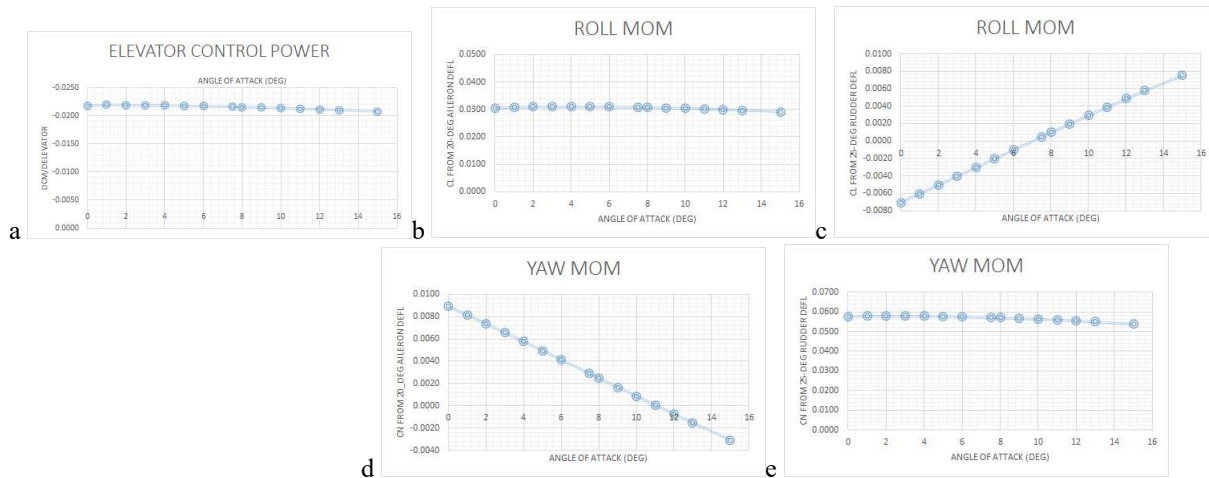 ELEVATOR CONTROL POWER
ANGLE OF ATTACK (DEG)
-0.0250
-0.0200
-0.0150
-0.0100
-0.0050
0.0000
DCM/DELEVATOR
0 2 4 6 8 10 12 14 16
a
ROLL MOM
0.0500
0.0400
0.0300
0.0200
0.0100
0.0000
CL FROM 20-DEG AILERON DEFL
0 2 4 6 8 10 12 14 16
ANGLE OF ATTACK (DEG)
b
ROLL MOM
0.0100
0.0080
0.0060
0.0040
0.0020
0.0000
-0.0020
-0.0040
-0.0060
-0.0080
CL FROM 25-DEG RUDDER DEFL
0 2 4 6 8 10 12 14 16
ANGLE OF ATTACK (DEG)
c
YAW MOM
0.0100
0.0080
0.0060
0.0040
0.0020
0.0000
-0.0020
-0.0040
CN FROM 20_DEG AILERON DEFL
0 2 4 6 8 10 12 14 16
ANGLE OF ATTACK (DEG)
d
YAW MOM
0.0700
0.0600
0.0500
0.0400
0.0300
0.0200
0.0100
0.0000
CN FROM 25-DEG RUDDER DEFL
0 2 4 6 8 10 12 14 16
ANGLE OF ATTACK (DEG)
e